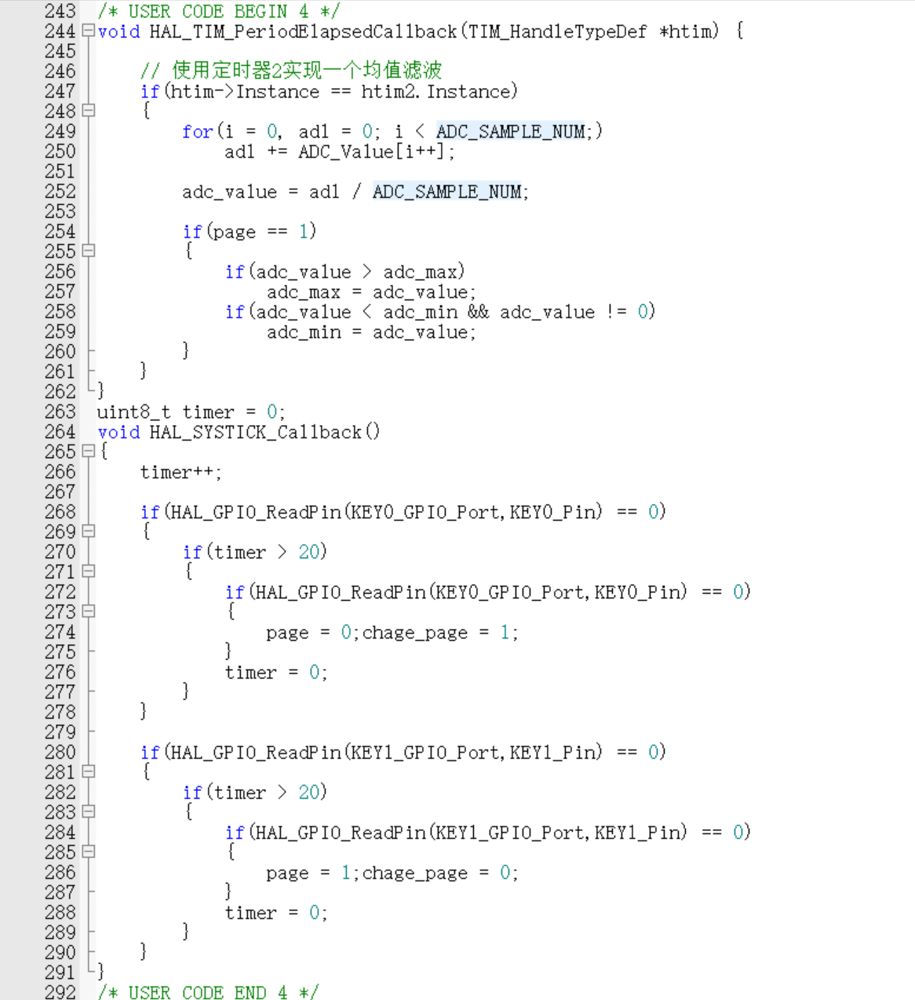 243 /* USER CODE BEGIN 4 */
244 void HAL_TIM_PeriodElapsedCallback(TIM_HandleTypeDef *htim) {
245
246 // 使用定时器2实现一个均值滤波
247 if(htim->Instance == htim2.Instance)
248 {
249 for(i = 0, ad1 = 0; i < ADC_SAMPLE_NUM;)
250 ad1 += ADC_Value[i++];
251
252 adc_value = ad1 / ADC_SAMPLE_NUM;
253
254 if(page == 1)
255 {
256 if(adc_value > adc_max)
257 adc_max = adc_value;
258 if(adc_value < adc_min && adc_value != 0)
259 adc_min = adc_value;
260 }
261 }
262 }
263 uint8_t timer = 0;
264 void HAL_SYSTICK_Callback()
265 {
266 timer++;
267
268 if(HAL_GPIO_ReadPin(KEY0_GPIO_Port,KEY0_Pin) == 0)
269 {
270 if(timer > 20)
271 {
272 if(HAL_GPIO_ReadPin(KEY0_GPIO_Port,KEY0_Pin) == 0)
273 {
274 page = 0;chage_page = 1;
275 }
276 timer = 0;
277 }
278 }
279
280 if(HAL_GPIO_ReadPin(KEY1_GPIO_Port,KEY1_Pin) == 0)
281 {
282 if(timer > 20)
283 {
284 if(HAL_GPIO_ReadPin(KEY1_GPIO_Port,KEY1_Pin) == 0)
285 {
286 page = 1;chage_page = 0;
287 }
288 timer = 0;
289 }
290 }
291 }
292 /* USER CODE END 4 */